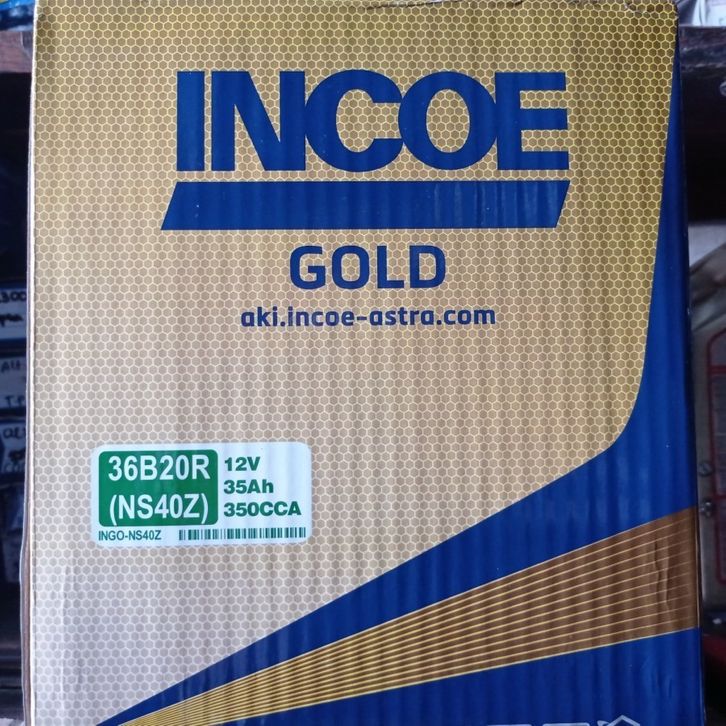 INCOE
GOLD
aki.incoe-astra.com
36B20R
(NS40Z)
12V
35Ah
350CCA
INGO-NS40Z